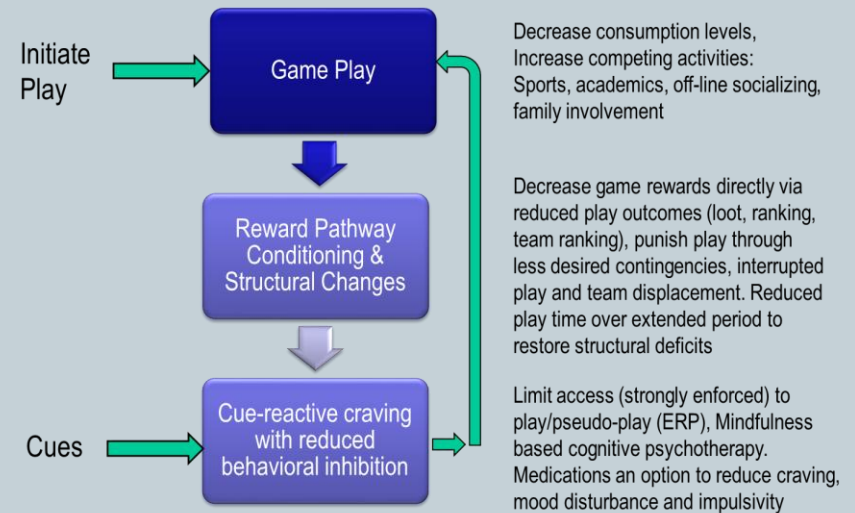 Initiate
Play
Game Play
Decrease consumption levels,
Increase competing activities:
Sports, academics, off-line socializing,
family involvement
Reward Pathway
Conditioning &
Structural Changes
Decrease game rewards directly via
reduced play outcomes (loot, ranking,
team ranking), punish play through
less desired contingencies, interrupted
play and team displacement. Reduced
play time over extended period to
restore structural deficits
Cues
Cue-reactive craving
with reduced
behavioral inhibition
Limit access (strongly enforced) to
play/pseudo-play (ERP), Mindfulness
based cognitive psychotherapy.
Medications an option to reduce craving,
mood disturbance and impulsivity